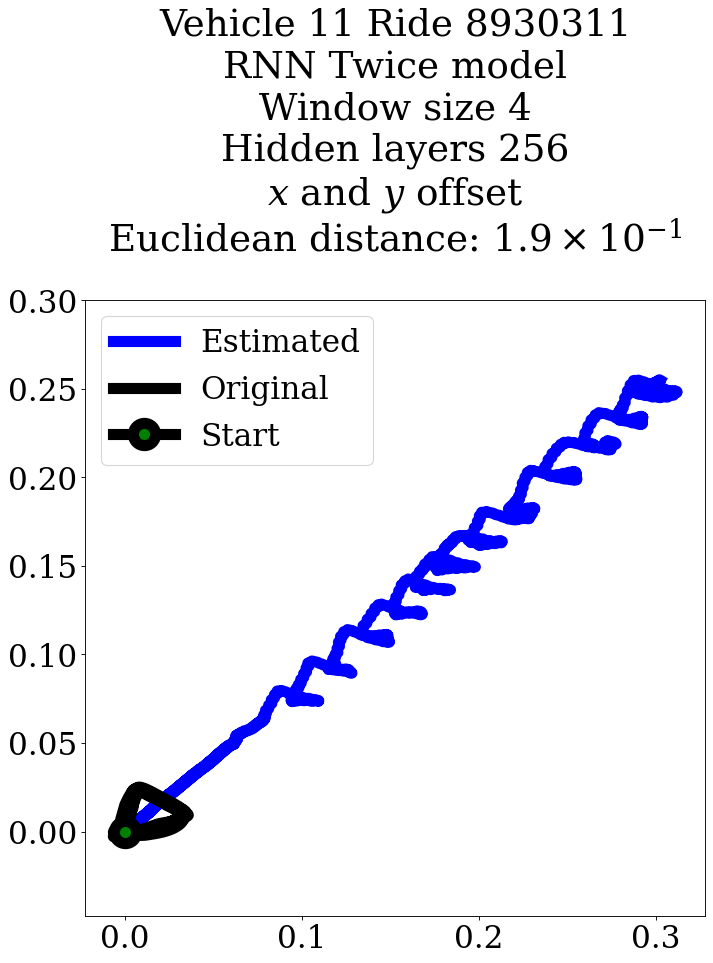 Vehicle 11 Ride 8930311
RNN Twice model
Window size 4
Hidden layers 256
x and y offset
Euclidean distance: 1.9 × 10⁻¹
0.30
0.25
0.20
0.15
0.10
0.05
0.00
Estimated
Original
Start
0.0 0.1 0.2 0.3